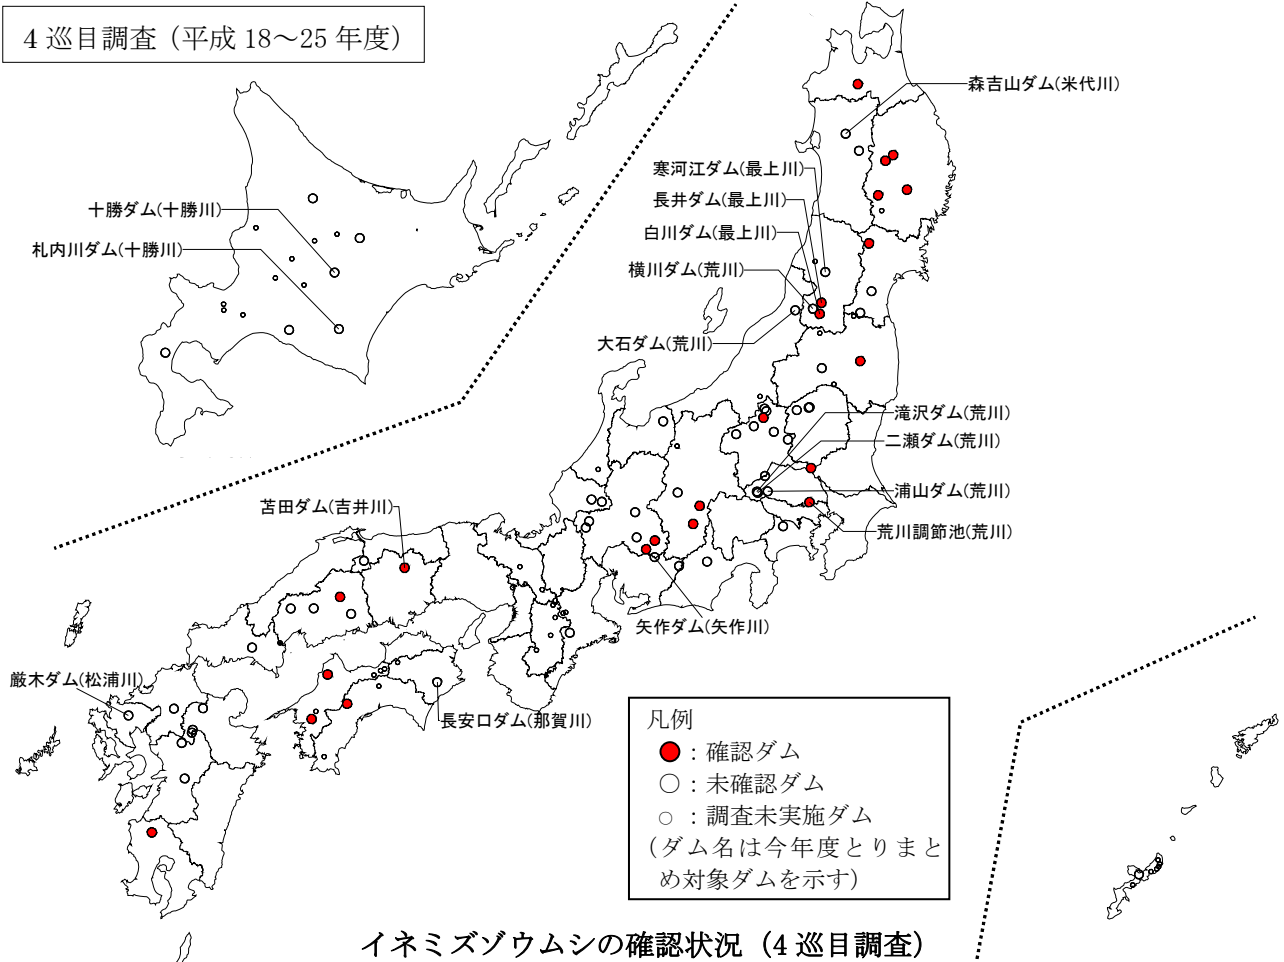 4巡目調査（平成18～25年度）
森吉山ダム(米代川)
寒河江ダム(最上川)
長井ダム(最上川)
白川ダム(最上川)
横川ダム(荒川)
大石ダム(荒川)
十勝ダム(十勝川)
札内川ダム(十勝川)
滝沢ダム(荒川)
二瀬ダム(荒川)
浦山ダム(荒川)
荒川調節池(荒川)
苫田ダム(吉井川)
矢作ダム(矢作川)
厳木ダム(松浦川)
長安口ダム(那賀川)
凡例
：確認ダム
：未確認ダム
：調査未実施ダム
（ダム名は今年度とりまと
め対象ダムを示す）
イネミズゾウムシの確認状況（4巡目調査）